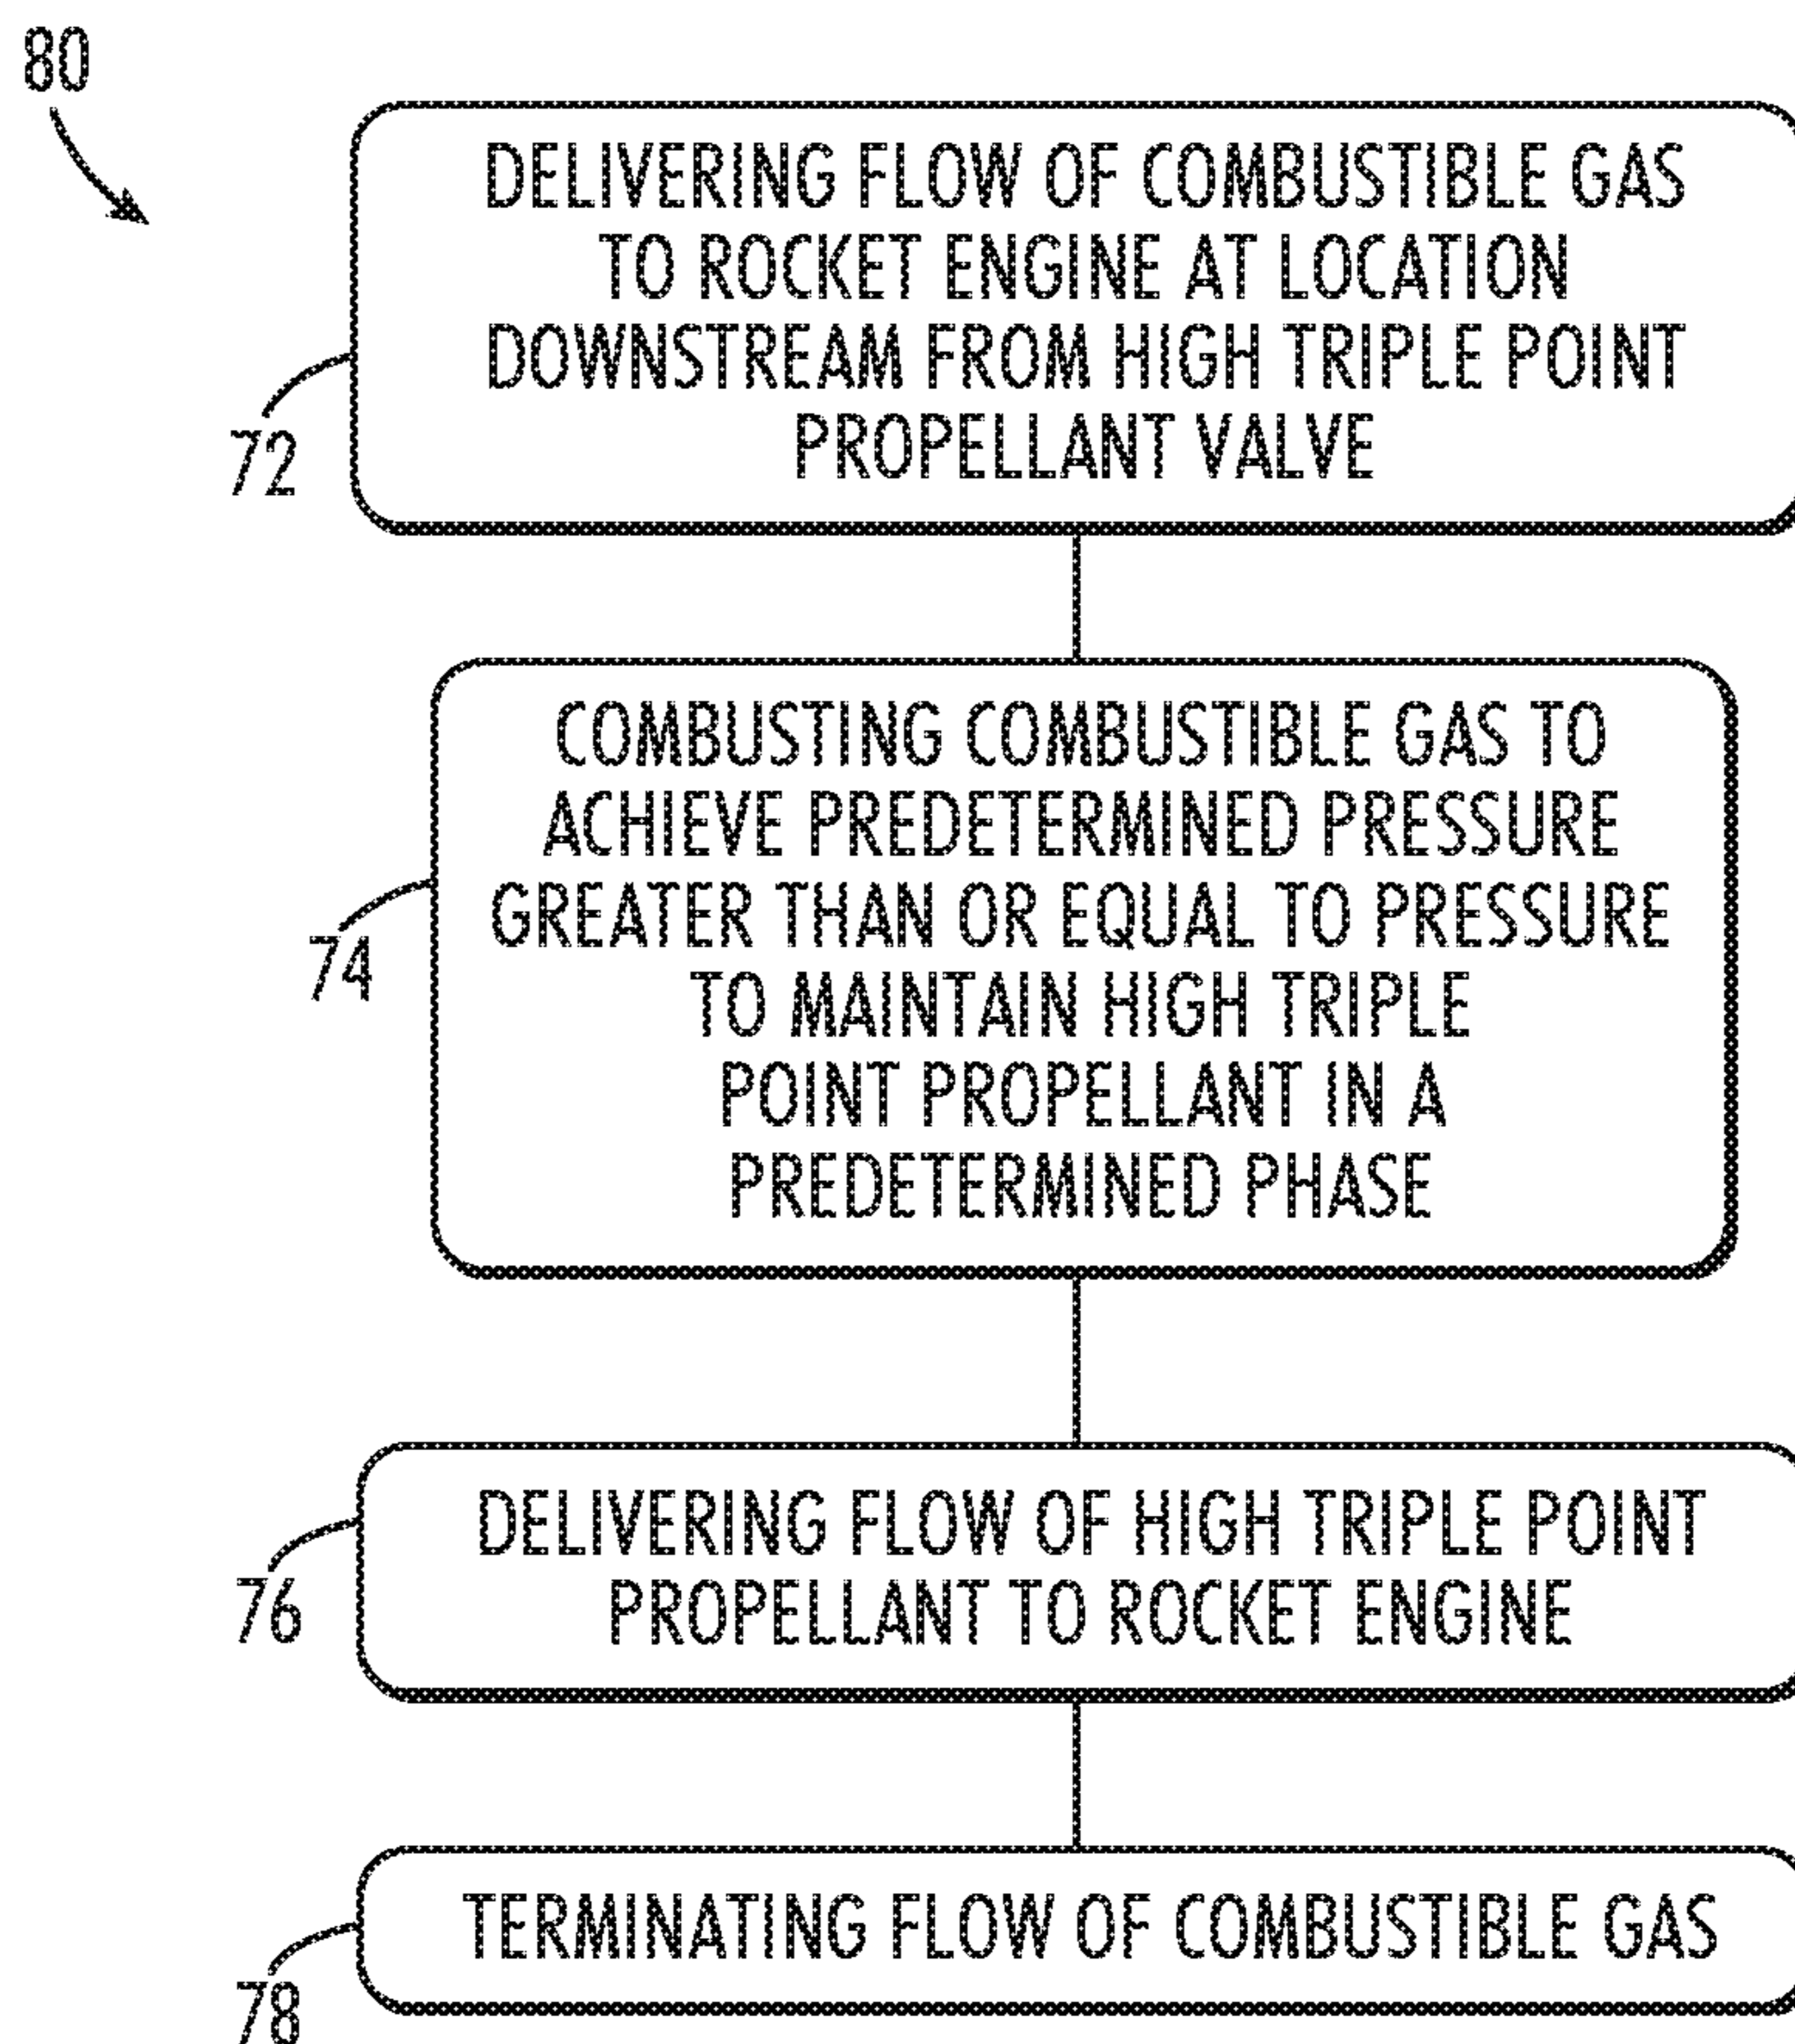 80
DELIVERING FLOW OF COMBUSTIBLE GAS
TO ROCKET ENGINE AT LOCATION
DOWNSTREAM FROM HIGH TRIPLE POINT
PROPELLANT VALVE
72
COMBUSTING COMBUSTIBLE GAS TO
ACHIEVE PREDETERMINED PRESSURE
GREATER THAN OR EQUAL TO PRESSURE
TO MAINTAIN HIGH TRIPLE
POINT PROPELLANT IN A
PREDETERMINED PHASE
74
DELIVERING FLOW OF HIGH TRIPLE POINT
PROPELLANT TO ROCKET ENGINE
76
TERMINATING FLOW OF COMBUSTIBLE GAS
78